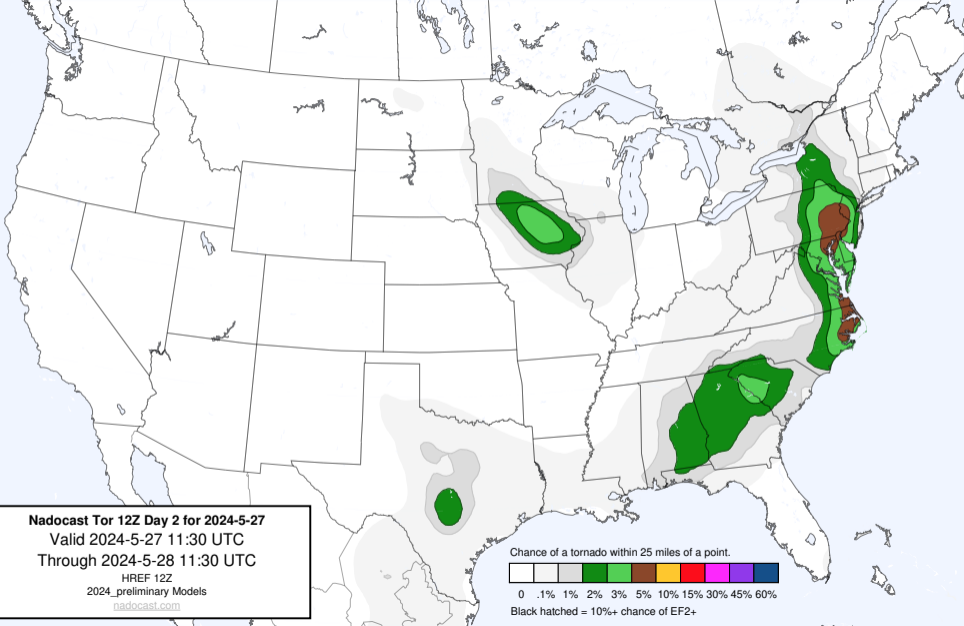 Nadocast Tor 12Z Day 2 for 2024-5-27
Valid 2024-5-27 11:30 UTC
Through 2024-5-28 11:30 UTC
HREF 12Z
2024_preliminary Models
nadocast.com
Chance of a tornado within 25 miles of a point.
0 .1% 1% 2% 3% 5% 10% 15% 30% 45% 60%
Black hatched = 10%+ chance of EF2+